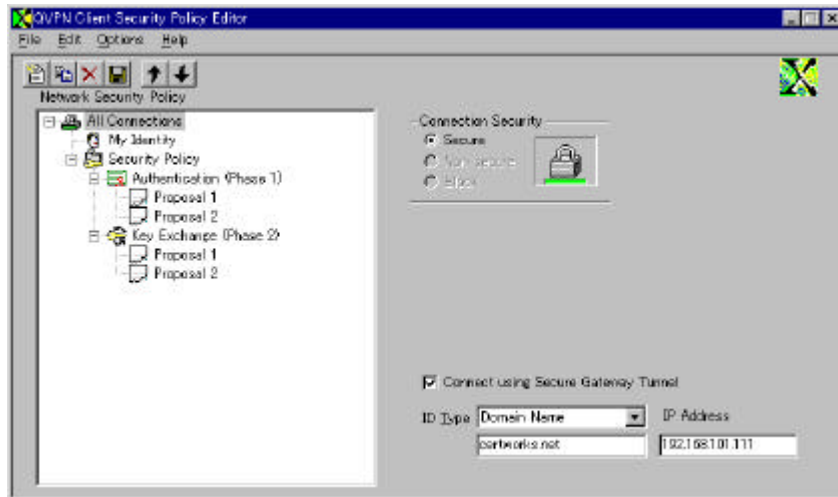 QVPN Client Security Policy Editor
File Edit Options Help
Network Security Policy
All Connections
My Identity
Security Policy
Authentication (Phase 1)
Proposal 1
Proposal 2
Key Exchange (Phase 2)
Proposal 1
Proposal 2
Connection Security
Secure
Non-secure
Block
Connect using Secure Gateway Tunnel
ID Type Domain Name IP Address
certworks.net 192.168.101.111